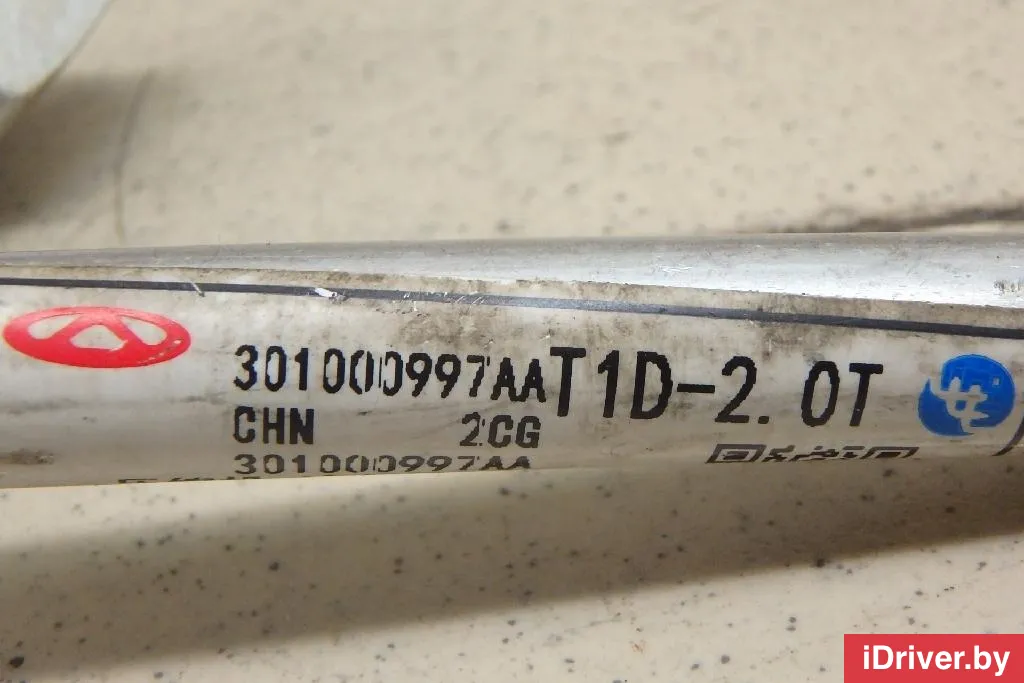 301000997AA T1D-2.0T
CHN 2CG
301000997AA
iDriver.by